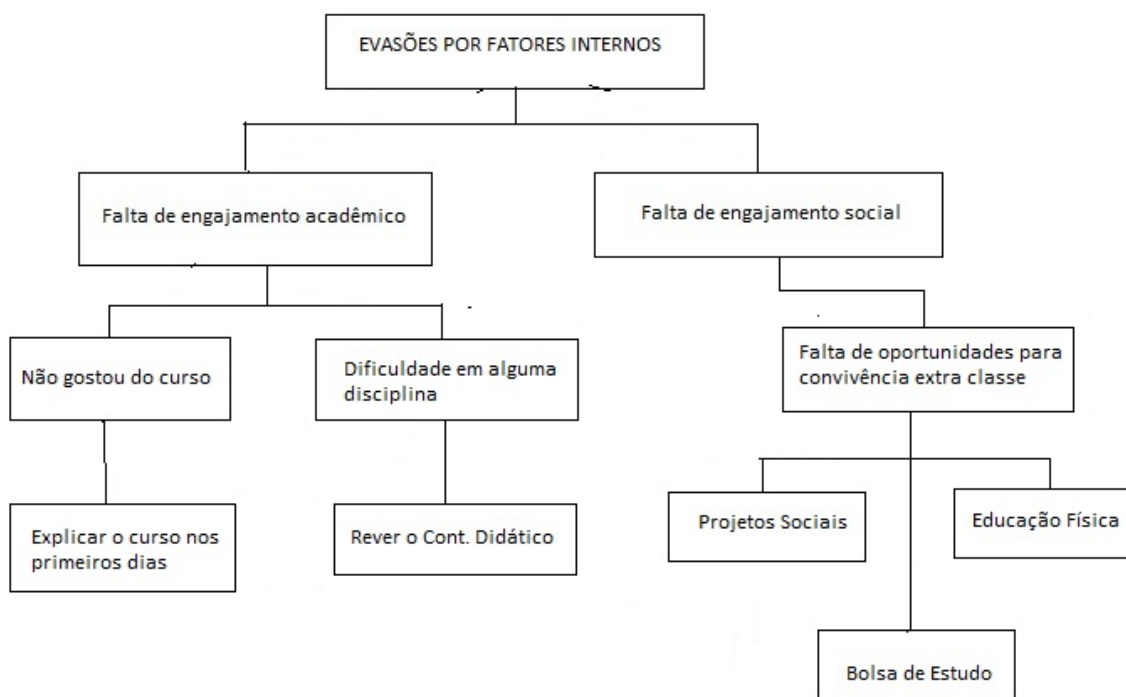 EVASÕES POR FATORES INTERNOS
Falta de engajamento acadêmico
Falta de engajamento social
Não gostou do curso
Dificuldade em alguma
disciplina
Falta de oportunidades para
convivência extra classe
Explicar o curso nos
primeiros dias
Rever o Cont. Didático
Projetos Sociais
Educação Física
Bolsa de Estudo